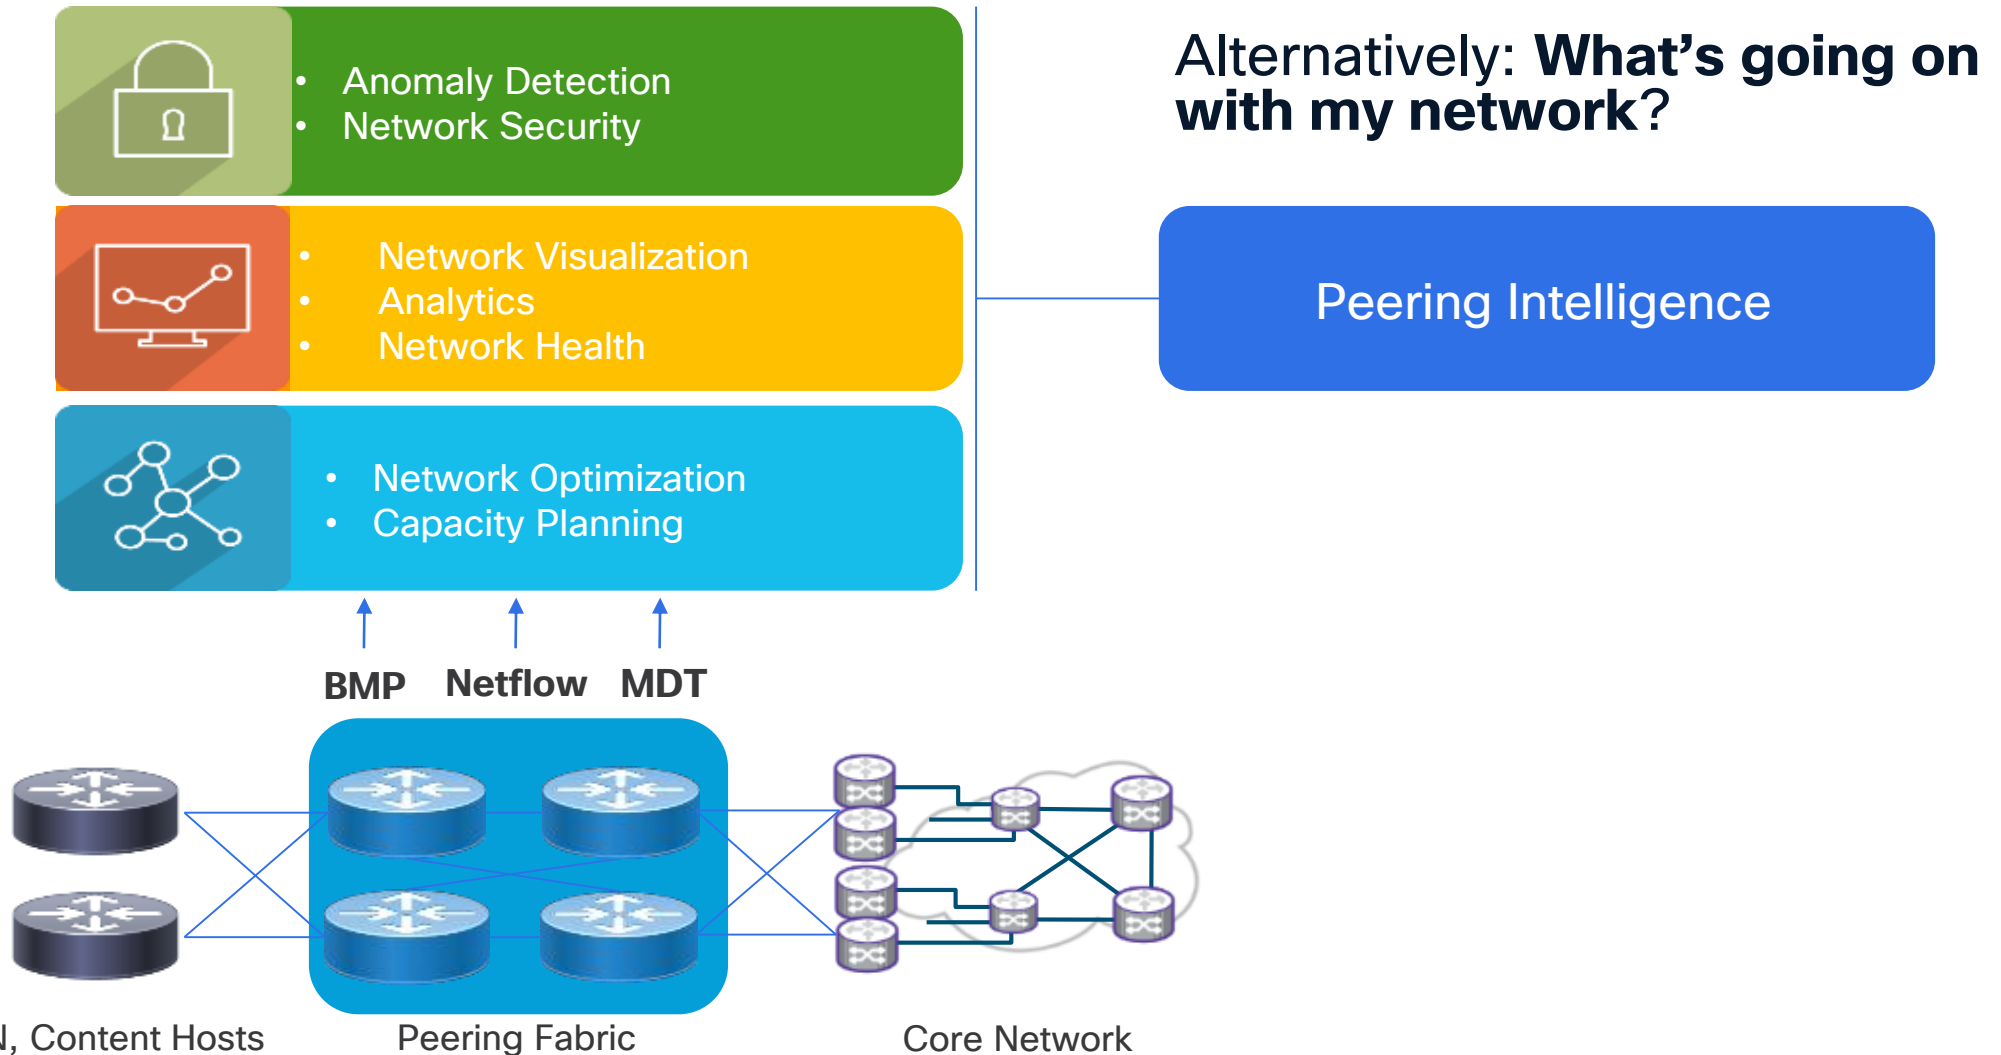 Alternatively: What's going on
with my network?
• Anomaly Detection
• Network Security
• Network Visualization
• Analytics
• Network Health
Peering Intelligence
• Network Optimization
• Capacity Planning
BMP Netflow MDT
Content Hosts
Peering Fabric
Core Network